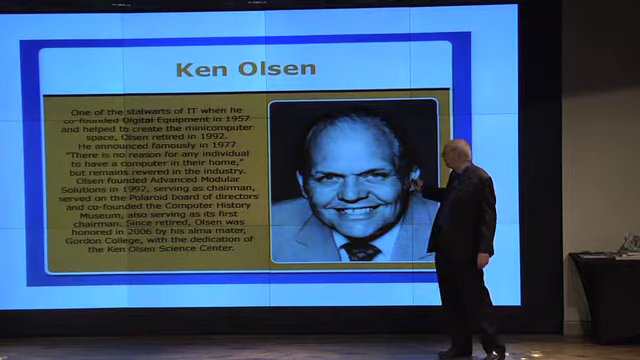 Ken Olsen
One of the stalwarts of IT when he
co-founded Digital Equipment in 1957
and helped to create the minicomputer
space, Olsen retired in 1992.
He announced famously in 1977
"There is no reason for any individual
to have a computer in their home,"
but remains revered in the industry.
Olsen founded Advanced Modular
Solutions in 1992, serving as chairman,
served on the Polaroid board of directors
and co-founded the Computer History
Museum, also serving as its first
chairman. Since retired, Olsen was
honored in 2006 by his alma mater,
Gordon College, with the dedication of
the Ken Olsen Science Center.